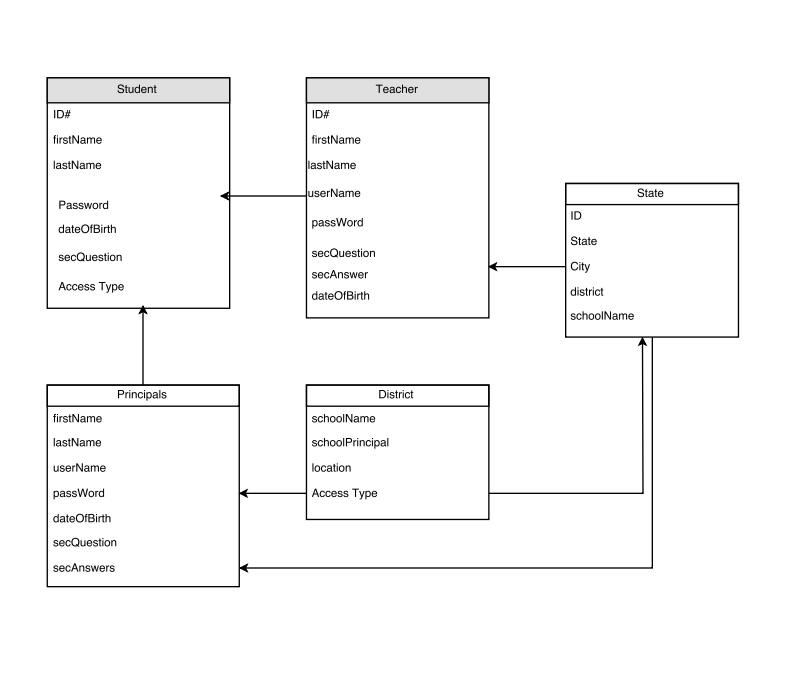 Student
ID#
firstName
lastName
Password
dateOfBirth
secQuestion
Access Type
Teacher
ID#
firstName
lastName
userName
passWord
secQuestion
secAnswer
dateOfBirth
State
ID
State
City
district
schoolName
Principals
firstName
lastName
userName
passWord
dateOfBirth
secQuestion
secAnswers
District
schoolName
schoolPrincipal
location
Access Type